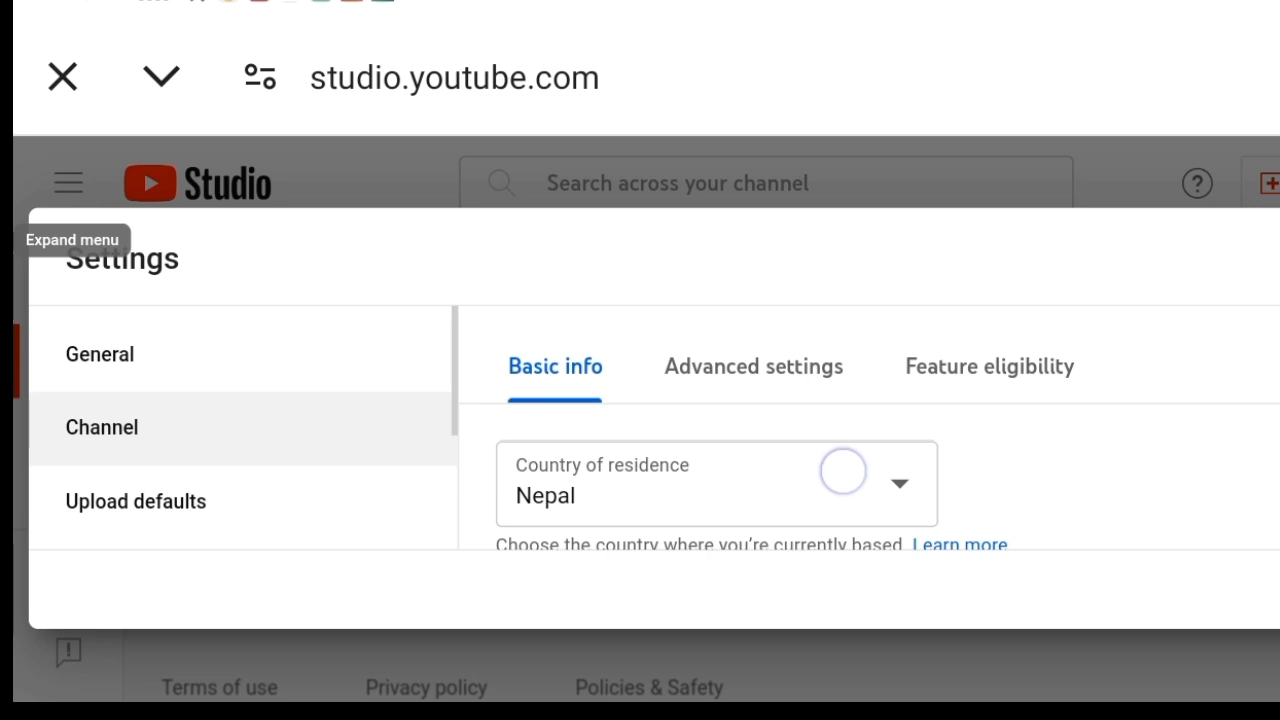 studio.youtube.com
Studio
Search across your channel
Expand menu
Settings
General
Channel
Upload defaults
Basic info
Advanced settings
Feature eligibility
Country of residence
Nepal
Choose the country where you're currently based. Learn more
Terms of use
Privacy policy
Policies & Safety